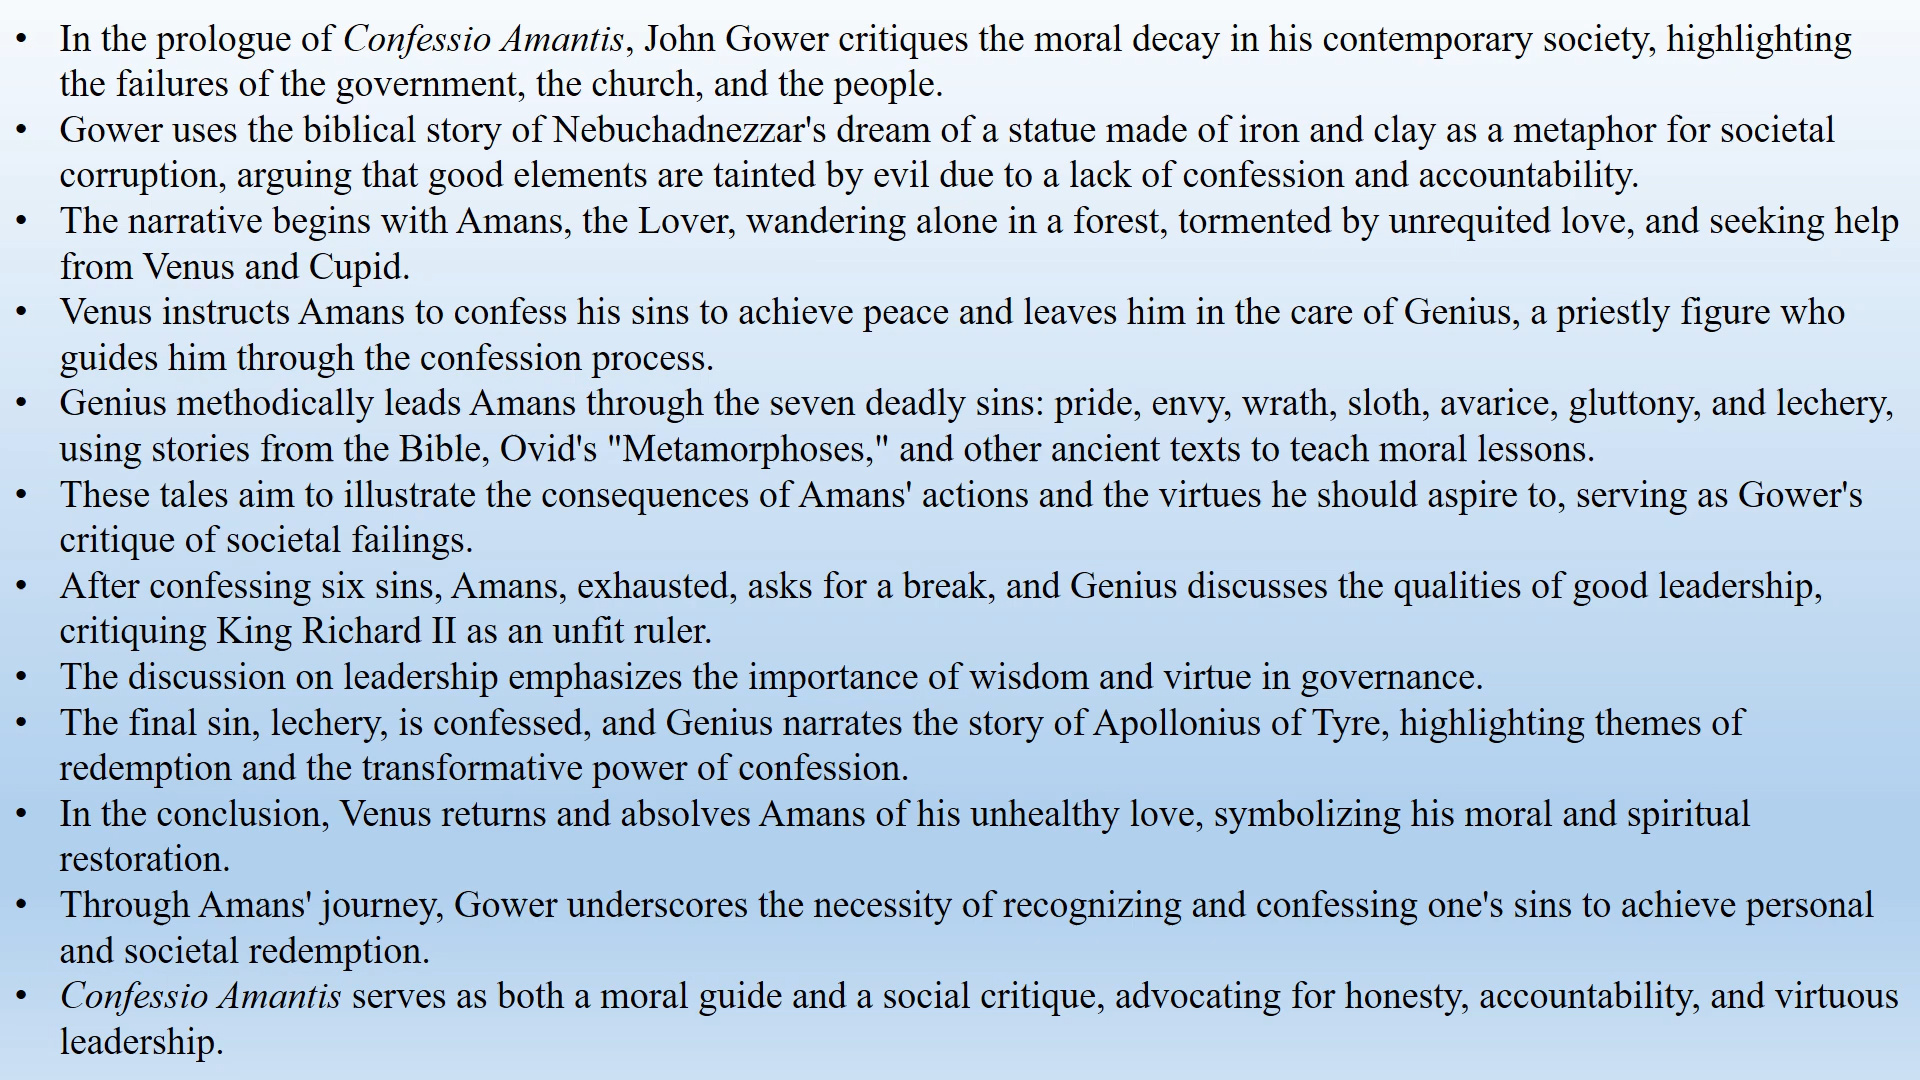 • In the prologue of Confessio Amantis, John Gower critiques the moral decay in his contemporary society, highlighting
the failures of the government, the church, and the people.
• Gower uses the biblical story of Nebuchadnezzar's dream of a statue made of iron and clay as a metaphor for societal
corruption, arguing that good elements are tainted by evil due to a lack of confession and accountability.
• The narrative begins with Amans, the Lover, wandering alone in a forest, tormented by unrequited love, and seeking help
from Venus and Cupid.
• Venus instructs Amans to confess his sins to achieve peace and leaves him in the care of Genius, a priestly figure who
guides him through the confession process.
• Genius methodically leads Amans through the seven deadly sins: pride, envy, wrath, sloth, avarice, gluttony, and lechery,
using stories from the Bible, Ovid's "Metamorphoses," and other ancient texts to teach moral lessons.
• These tales aim to illustrate the consequences of Amans' actions and the virtues he should aspire to, serving as Gower's
critique of societal failings.
• After confessing six sins, Amans, exhausted, asks for a break, and Genius discusses the qualities of good leadership,
critiquing King Richard II as an unfit ruler.
• The discussion on leadership emphasizes the importance of wisdom and virtue in governance.
• The final sin, lechery, is confessed, and Genius narrates the story of Apollonius of Tyre, highlighting themes of
redemption and the transformative power of confession.
• In the conclusion, Venus returns and absolves Amans of his unhealthy love, symbolizing his moral and spiritual
restoration.
• Through Amans' journey, Gower underscores the necessity of recognizing and confessing one's sins to achieve personal
and societal redemption.
• Confessio Amantis serves as both a moral guide and a social critique, advocating for honesty, accountability, and virtuous
leadership.